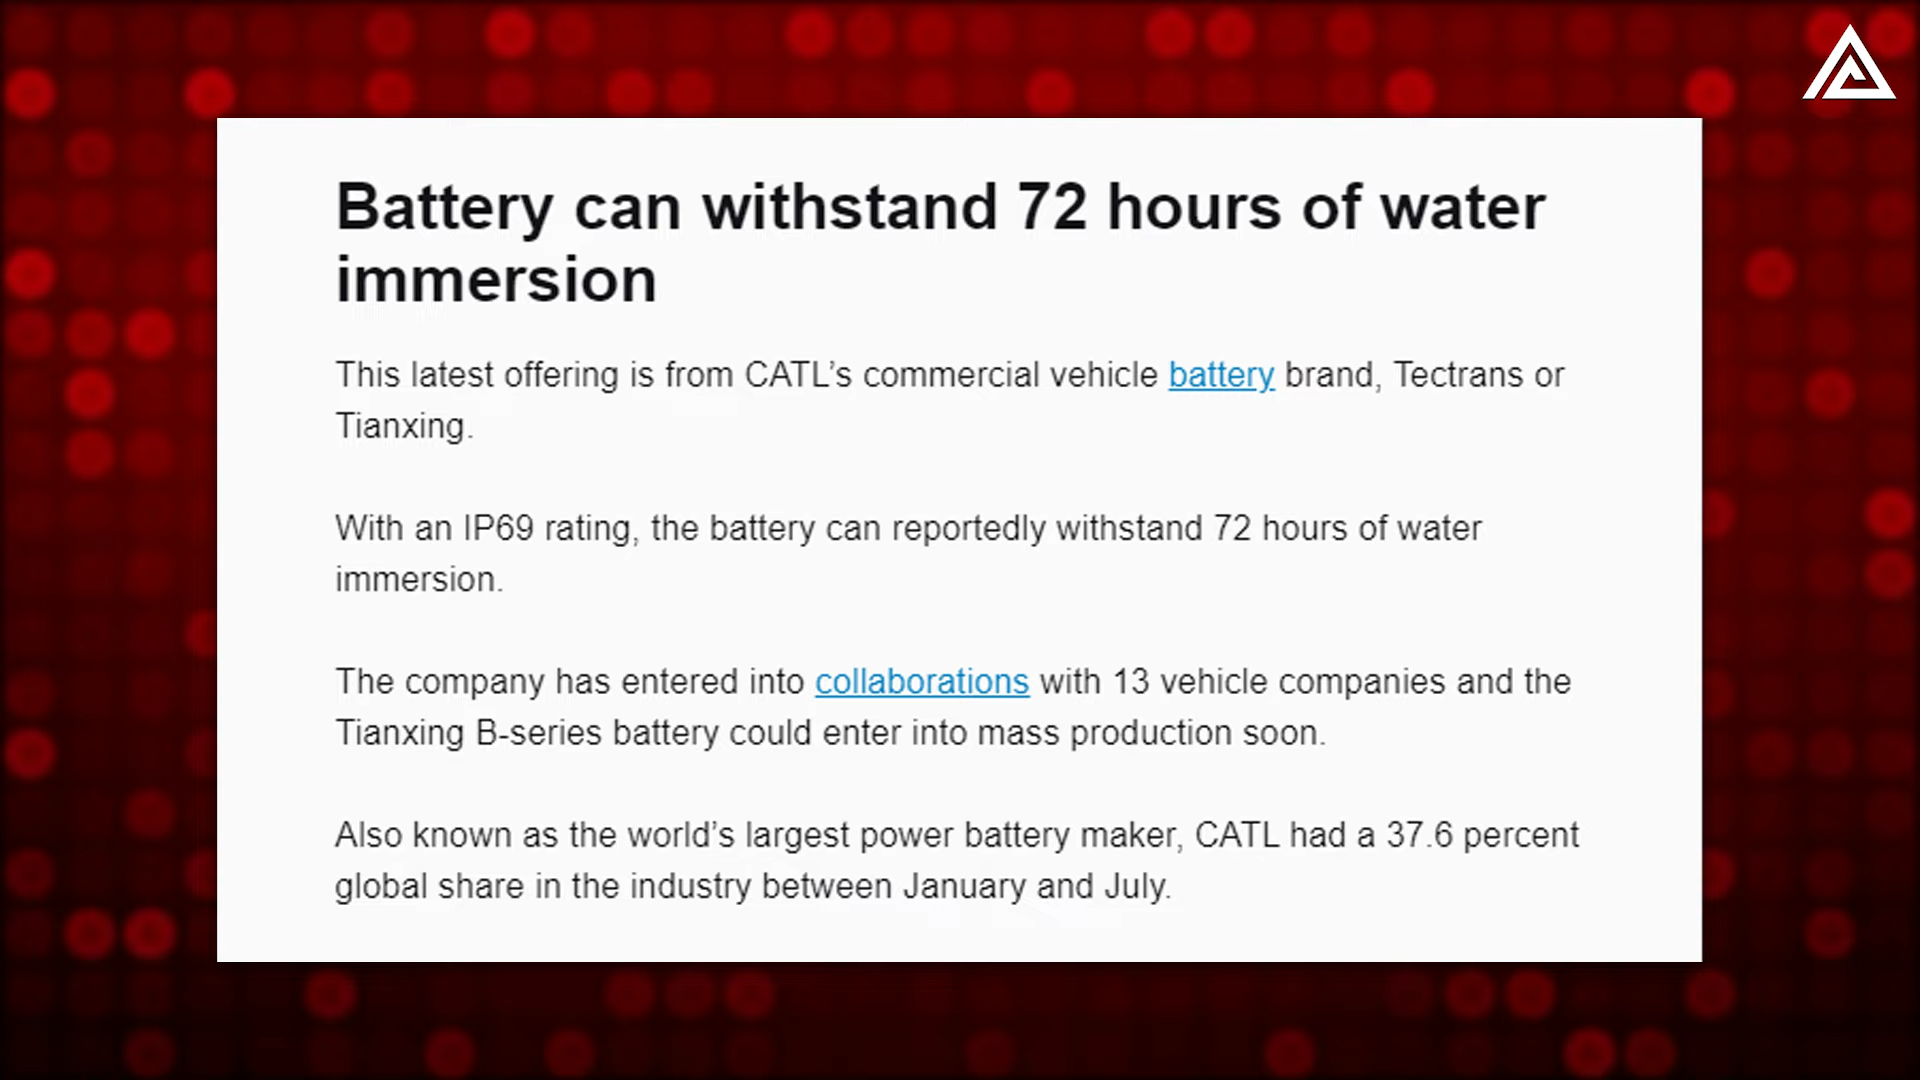 Battery can withstand 72 hours of water
immersion
This latest offering is from CATL’s commercial vehicle battery brand, Tectrans or
Tianxing.
With an IP69 rating, the battery can reportedly withstand 72 hours of water
immersion.
The company has entered into collaborations with 13 vehicle companies and the
Tianxing B-series battery could enter into mass production soon.
Also known as the world’s largest power battery maker, CATL had a 37.6 percent
global share in the industry between January and July.